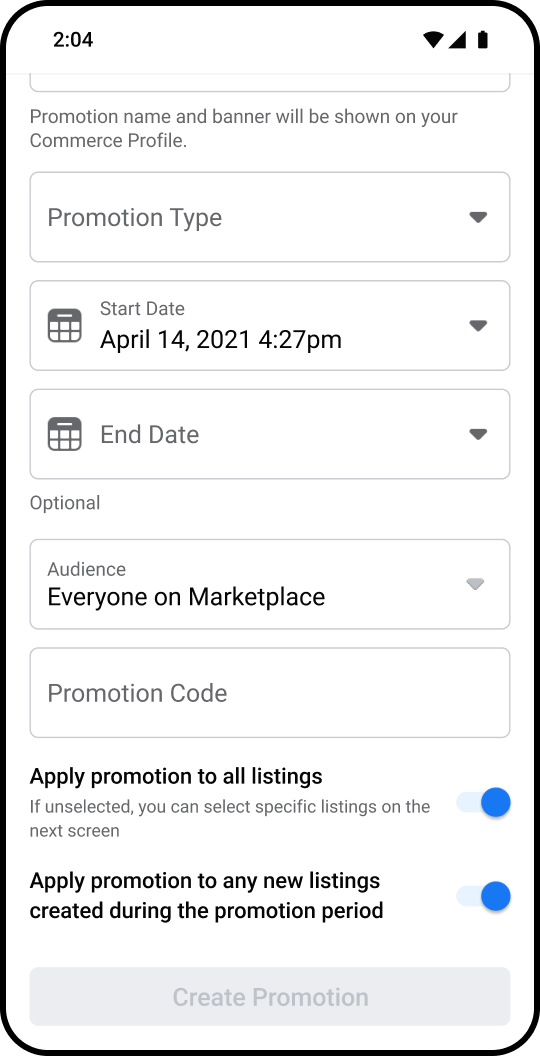 2:04
Promotion name and banner will be shown on your
Commerce Profile.
Promotion Type
Start Date
April 14, 2021 4:27pm
End Date
Optional
Audience
Everyone on Marketplace
Promotion Code
Apply promotion to all listings
If unselected, you can select specific listings on the
next screen
Apply promotion to any new listings
created during the promotion period
Create Promotion